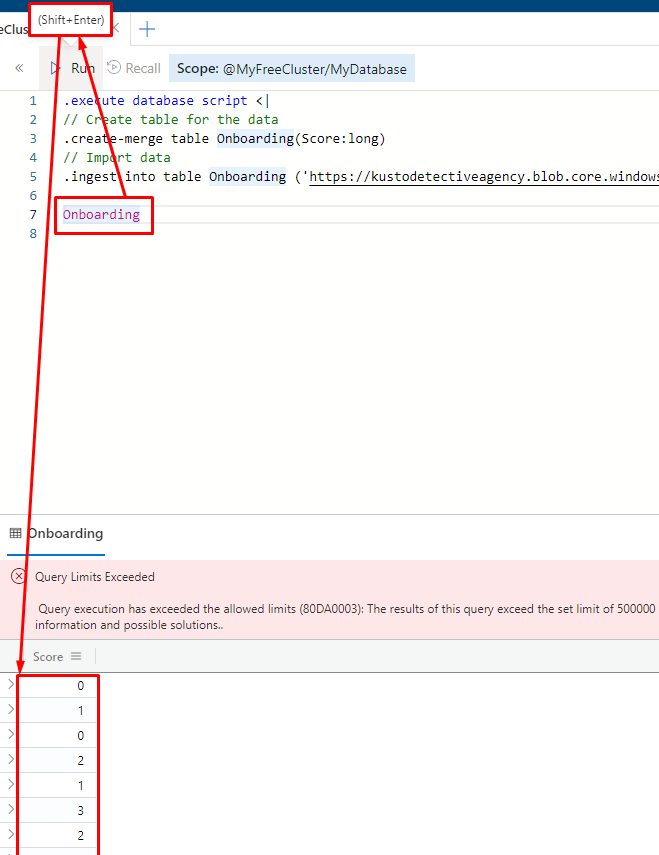 eClus (Shift+Enter)
Run Recall Scope: @MyFreeCluster/MyDatabase
1 .execute database script <|
2 // Create table for the data
3 .create-merge table Onboarding(Score:long)
4 // Import data
5 .ingest into table Onboarding ('https://kustodetectiveagency.blob.core.windows
6
7 Onboarding
8
Onboarding
Query Limits Exceeded
Query execution has exceeded the allowed limits (80DA0003): The results of this query exceed the set limit of 500000
information and possible solutions..
Score
0
1
0
2
1
3
2